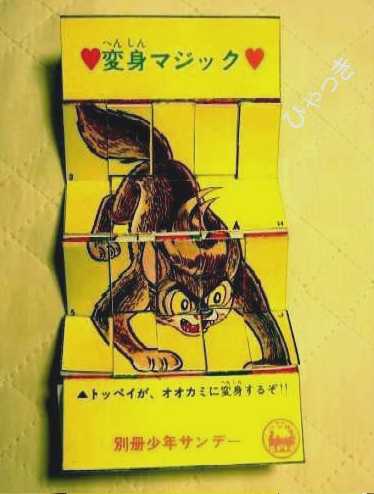 ♥変身マジック♥
へんしん
ひゃっき
▲
▲トッペイが、オオカミに変身するぞ!!
へんしん
別冊少年サンデー